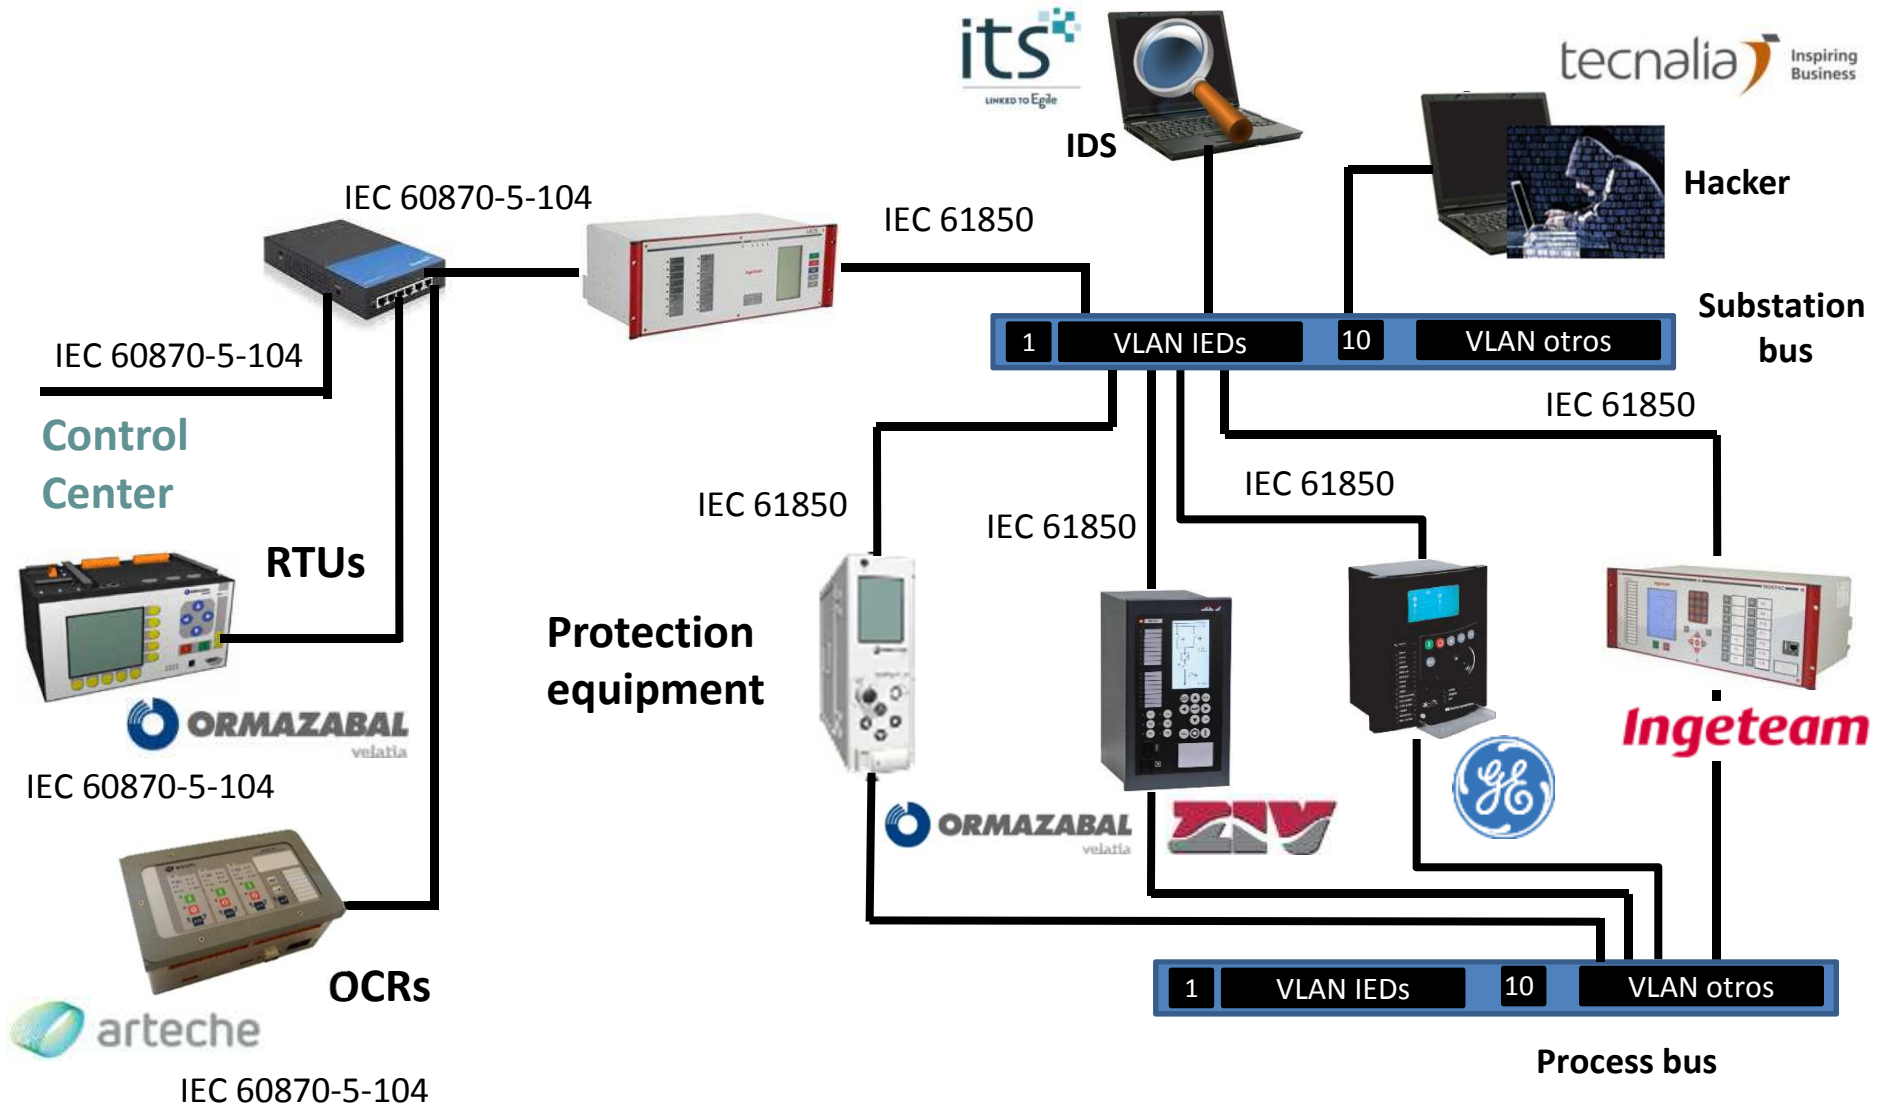 its
LINKED TO Egile
tecnalia
Inspiring
Business
IDS
Hacker
IEC 60870-5-104
IEC 61850
Substation
bus
1
VLAN IEDs
10
VLAN otros
IEC 60870-5-104
Control
Center
IEC 61850
IEC 61850
IEC 61850
IEC 61850
RTUs
Protection
equipment
ORMAZABAL
velatia
Ingeteam
GE
IEC 60870-5-104
ORMAZABAL
velatia
ZIV
OCRs
arteche
1
VLAN IEDs
10
VLAN otros
Process bus
IEC 60870-5-104